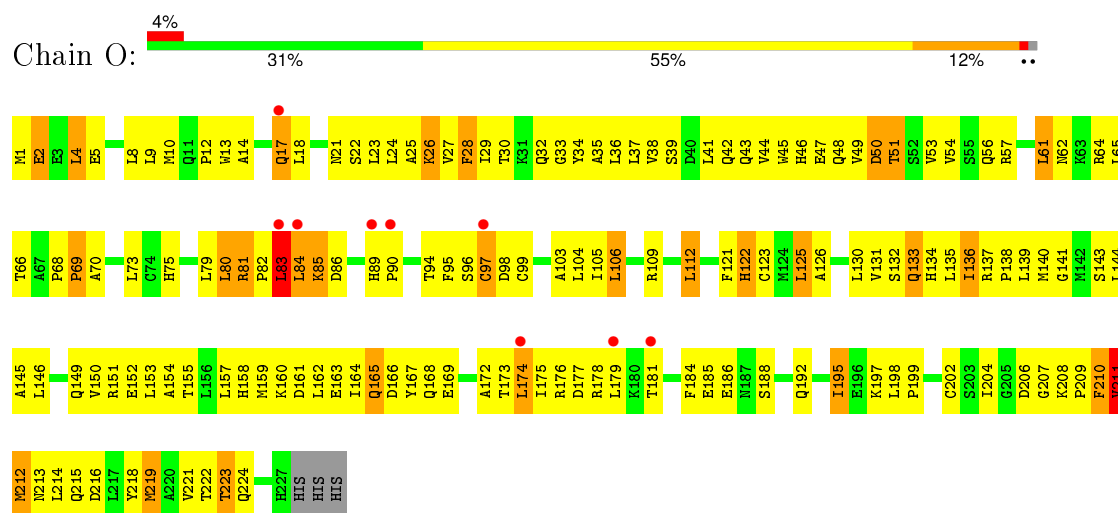 4%
Chain O:
31% 55% 12% ••
M1 E2 E3 L4 E5 L8 L9 M10 Q11 P12 W13 A14 Q17 L18 N21 S22 L23 L24 A25 K26 V27 F28 I29 T30 K31 Q32 G33 Y34 A35 L36 L37 V38 S39 D40 L41 Q42 Q43 V44 W45 H46 E47 Q48 V49 D50 T51 S52 V53 V54 S55 Q56 R57 L61 N62 K63 R64 L65
T66 A67 P68 P69 A70 L73 C74 H75 L79 L80 R81 P82 L83 L84 K85 D86 H89 P90 T94 F95 S96 C97 D98 C99 A103 L104 I105 L106 R109 L112 F121 H122 C123 M124 L125 A126 L130 V131 S132 Q133 H134 L135 I136 R137 P138 L139 M140 G141 M142 S143 L144
A145 L146 Q149 V150 R151 E152 L153 A154 T155 L156 L157 H158 M159 K160 D161 L162 E163 I164 Q165 D166 Y167 Q168 E169 A172 T173 L174 I175 R176 D177 R178 L179 K180 T181 F184 E185 E186 N187 S188 Q192 I195 E196 K197 L198 P199 C202 S203 I204 G205 D206 G207 K208 P209 F210 V211
M212 N213 L214 Q215 D216 L217 Y218 M219 A220 V221 T222 T223 Q224 H227 HIS HIS HIS